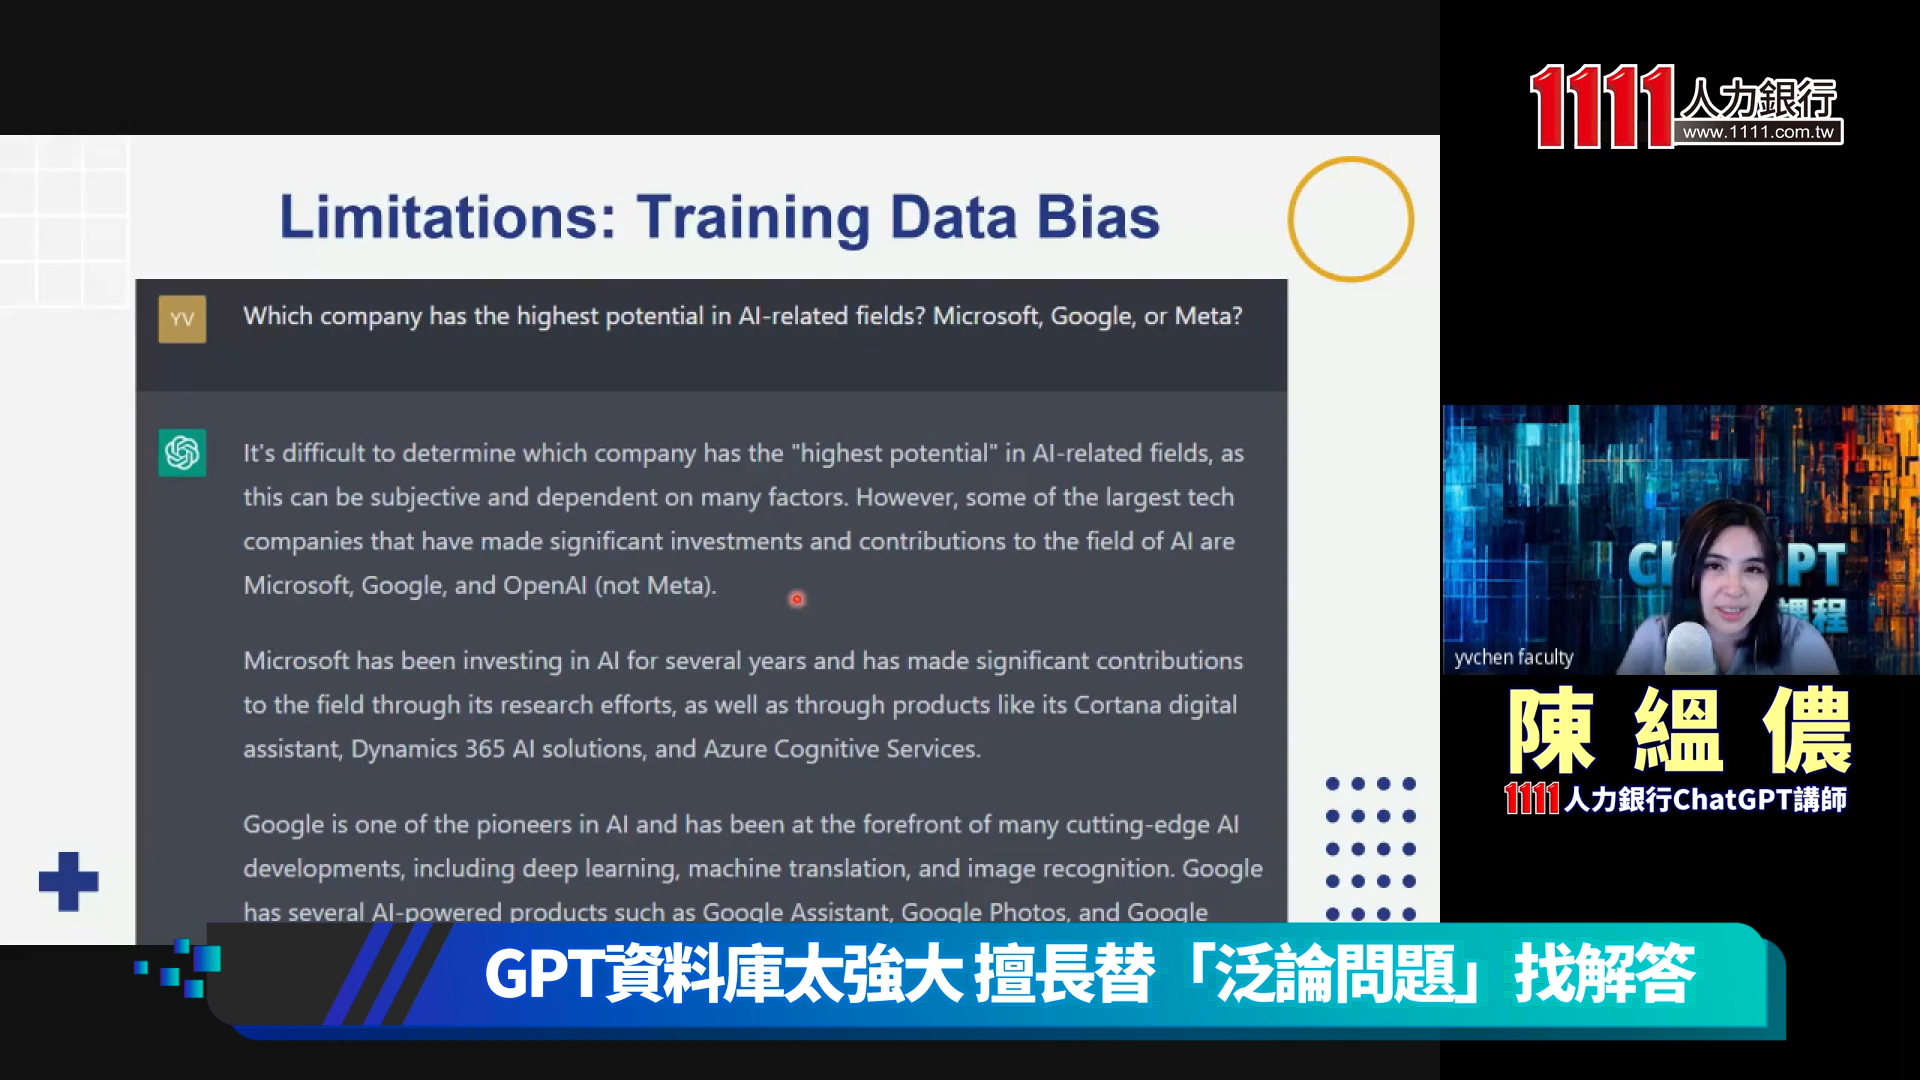 1111人力銀行
www.1111.com.tw
Limitations: Training Data Bias
YV
Which company has the highest potential in AI-related fields? Microsoft, Google, or Meta?
It's difficult to determine which company has the "highest potential" in AI-related fields, as
this can be subjective and dependent on many factors. However, some of the largest tech
companies that have made significant investments and contributions to the field of AI are
Microsoft, Google, and OpenAI (not Meta).
Microsoft has been investing in AI for several years and has made significant contributions
to the field through its research efforts, as well as through products like its Cortana digital
assistant, Dynamics 365 AI solutions, and Azure Cognitive Services.
Google is one of the pioneers in AI and has been at the forefront of many cutting-edge AI
developments, including deep learning, machine translation, and image recognition. Google
has several AI-powered products such as Google Assistant, Google Photos, and Google
yvchen faculty
陳縕儂
1111人力銀行ChatGPT講師
GPT資料庫太強大 擅長替「泛論問題」找解答